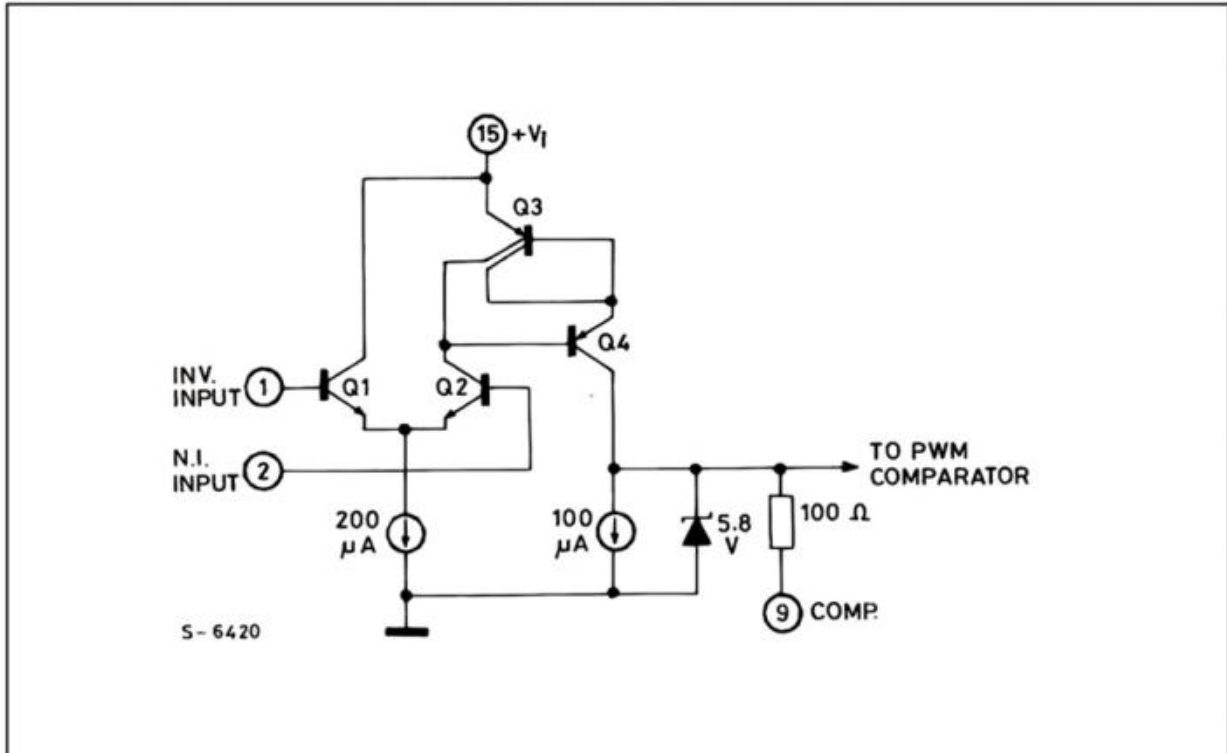 15 +VI
Q3
Q4
INV.
INPUT 1 Q1 Q2
N.I.
INPUT 2
TO PWM
COMPARATOR
200
µA
100
µA
5.8
V
100 Ω
9 COMP.
S-6420